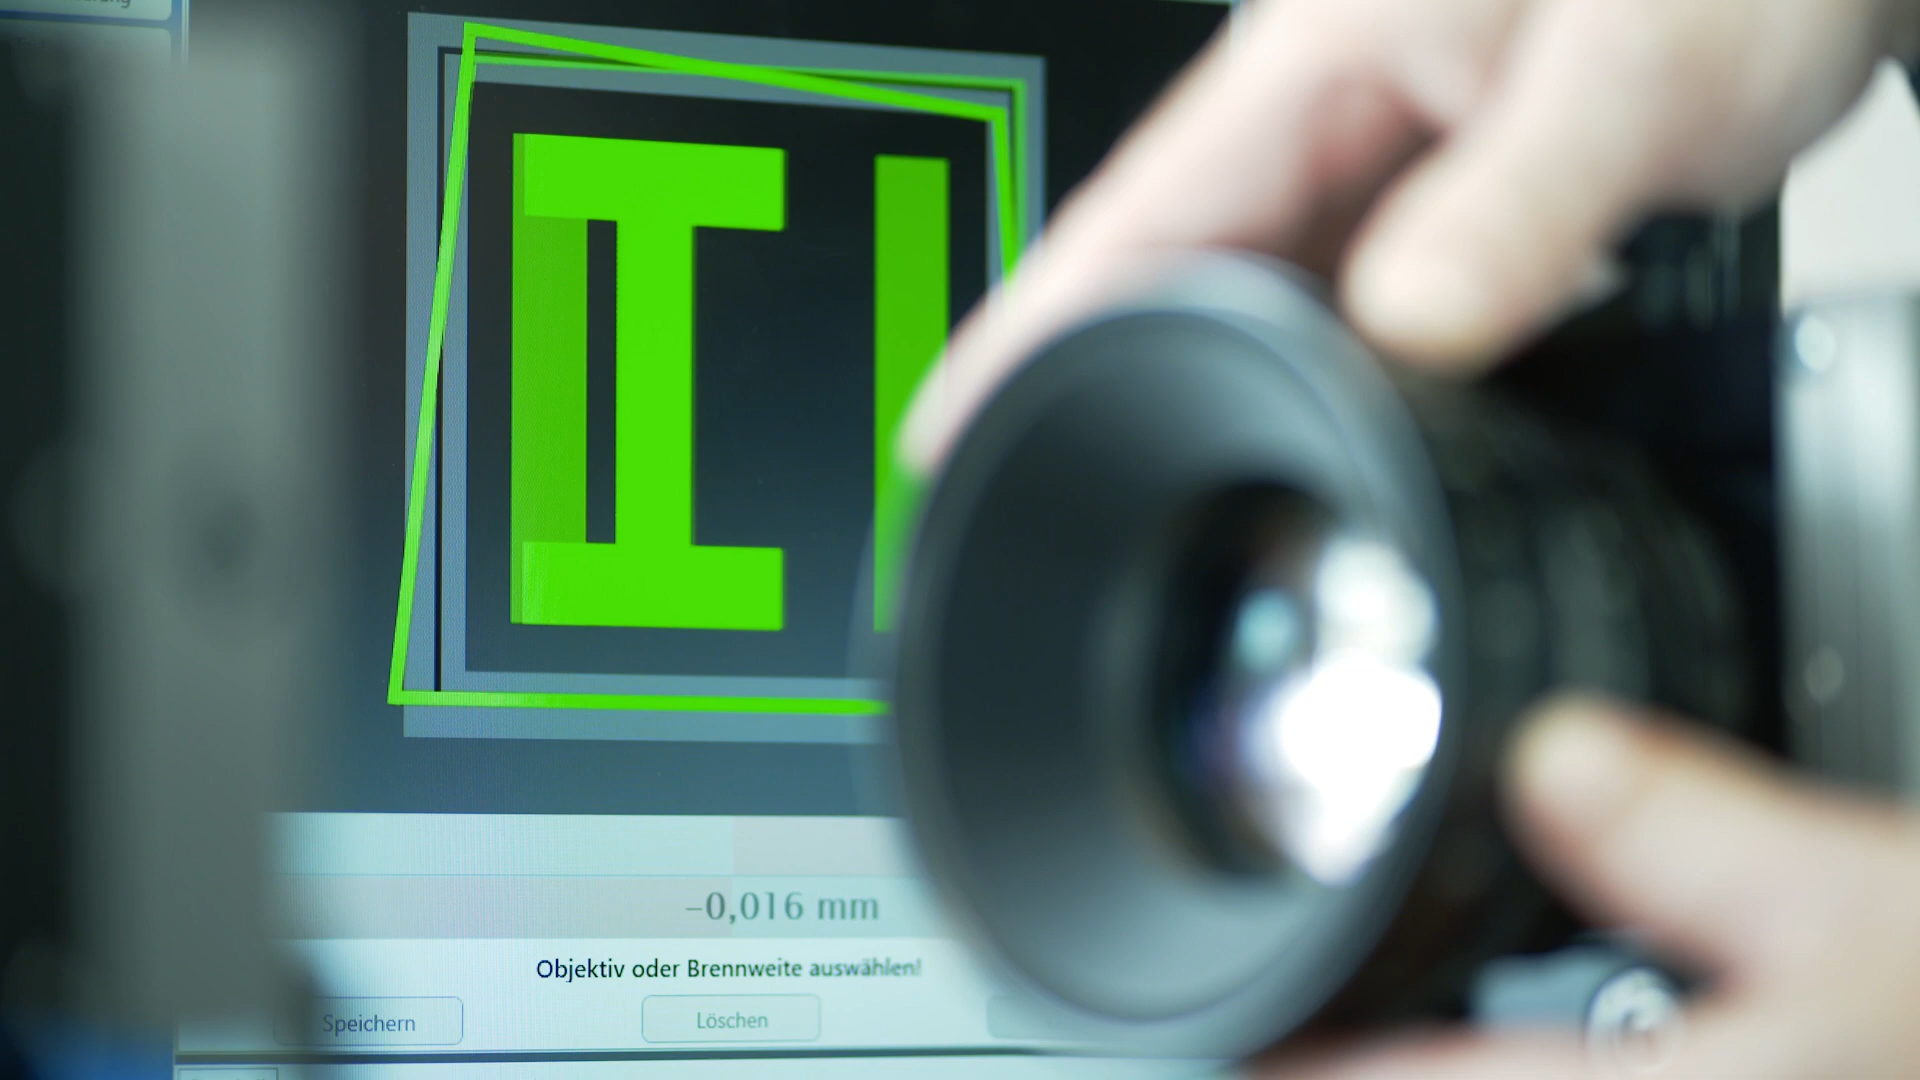 –0,016 mm
Objektiv oder Brennweite auswählen!
Speichern
Löschen